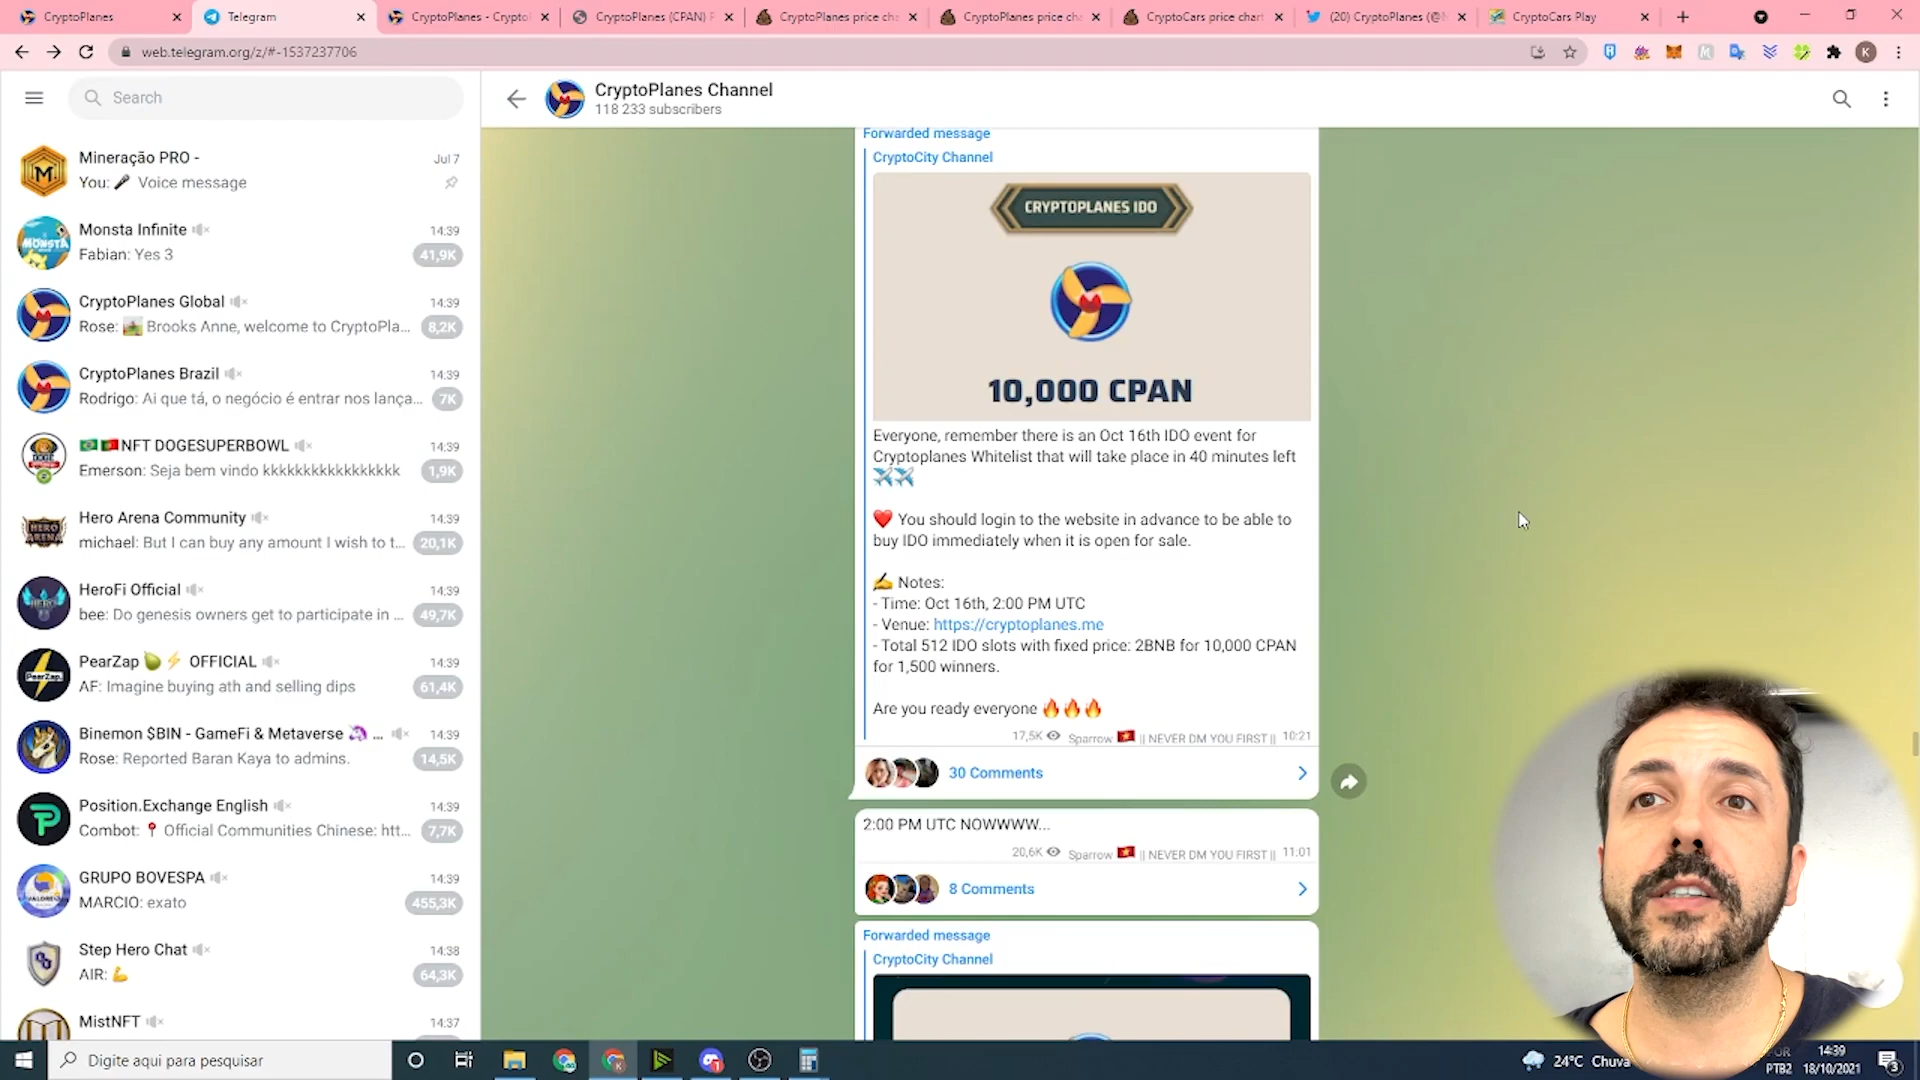 CryptoPlanes
Telegram
CryptoPlanes - Crypto
CryptoPlanes (CPAN) P
CryptoPlanes price cha
CryptoPlanes price cha
CryptoCars price chart
(20) CryptoPlanes (@
CryptoCars Play
web.telegram.org/z/#-1537237706
K
Search
CryptoPlanes Channel
118 233 subscribers
Mineração PRO -
Jul 7
You: 🎤 Voice message
Monsta Infinite
14:39
Fabian: Yes 3
41,9K
CryptoPlanes Global
14:39
Rose: Brooks Anne, welcome to CryptoPla...
8,2K
CryptoPlanes Brazil
14:39
Rodrigo: Ai que tá, o negócio é entrar nos lança...
7K
🇧🇷🇵🇹NFT DOGESUPERBOWL
14:39
Emerson: Seja bem vindo kkkkkkkkkkkkkkkkk
1,9K
Hero Arena Community
14:39
michael: But I can buy any amount I wish to t...
20,1K
HeroFi Official
14:39
bee: Do genesis owners get to participate in ...
49,7K
PearZap 🍐⚡ OFFICIAL
14:39
AF: Imagine buying ath and selling dips
61,4K
Binemon $BIN - GameFi & Metaverse 🦄 ...
14:39
Rose: Reported Baran Kaya to admins.
14,5K
Position.Exchange English
14:39
Combot: 📍 Official Communities Chinese: htt...
7,7K
GRUPO BOVESPA
14:39
MARCIO: exato
455,3K
Step Hero Chat
14:38
AIR: 💪
64,3K
MistNFT
14:37
Forwarded message
CryptoCity Channel
CRYPTOPLANES IDO
10,000 CPAN
Everyone, remember there is an Oct 16th IDO event for
Cryptoplanes Whitelist that will take place in 40 minutes left
✈️✈️
❤️ You should login to the website in advance to be able to
buy IDO immediately when it is open for sale.
✍️ Notes:
- Time: Oct 16th, 2:00 PM UTC
- Venue: https://cryptoplanes.me
- Total 512 IDO slots with fixed price: 2BNB for 10,000 CPAN
for 1,500 winners.
Are you ready everyone 🔥🔥🔥
17,5K Sparrow 🇻🇳 || NEVER DM YOU FIRST || 10:21
30 Comments
2:00 PM UTC NOWWWW...
20,6K Sparrow 🇻🇳 || NEVER DM YOU FIRST || 11:01
8 Comments
Forwarded message
CryptoCity Channel
Digite aqui para pesquisar
24°C Chuva
POR
PTB2
14:39
18/10/2021
3